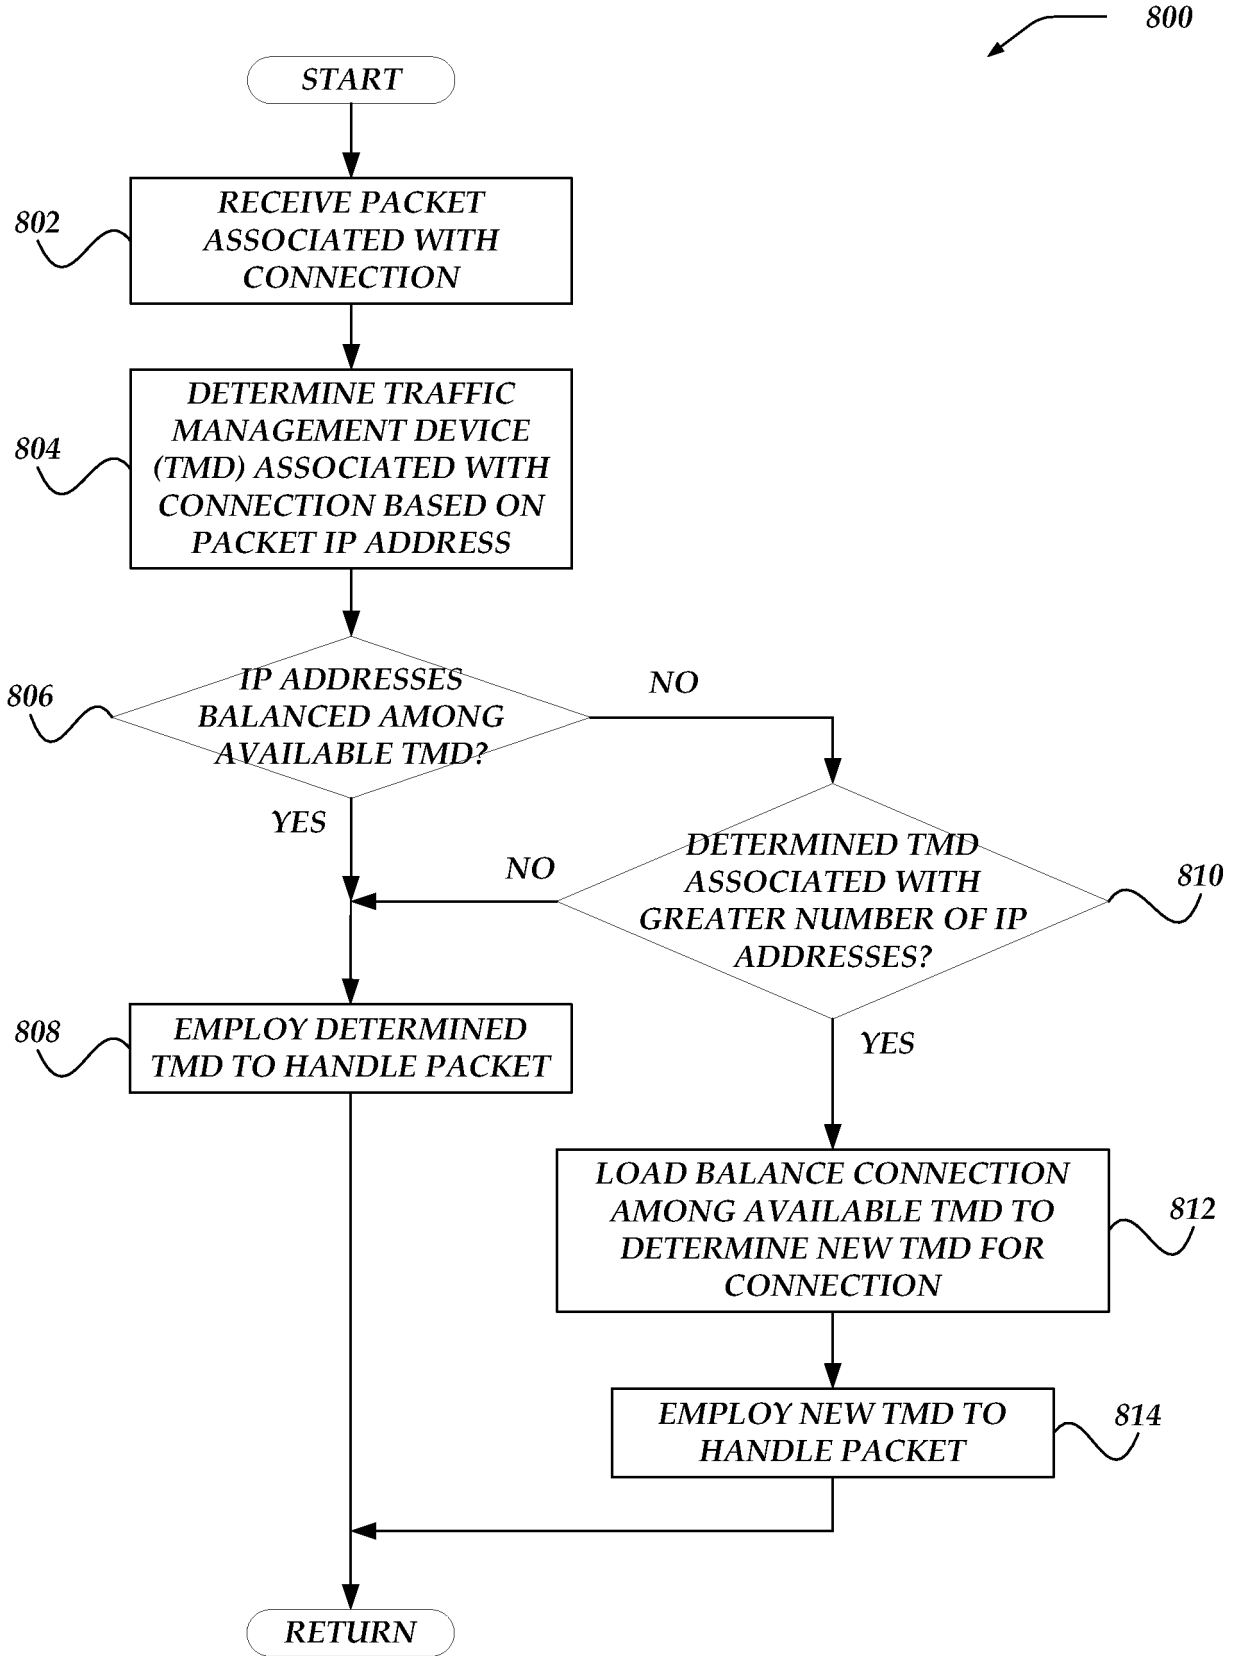 800
START
802
RECEIVE PACKET
ASSOCIATED WITH
CONNECTION
804
DETERMINE TRAFFIC
MANAGEMENT DEVICE
(TMD) ASSOCIATED WITH
CONNECTION BASED ON
PACKET IP ADDRESS
806
IP ADDRESSES
BALANCED AMONG
AVAILABLE TMD?
NO
YES
NO
DETERMINED TMD
ASSOCIATED WITH
GREATER NUMBER OF IP
ADDRESSES?
810
808
EMPLOY DETERMINED
TMD TO HANDLE PACKET
YES
LOAD BALANCE CONNECTION
AMONG AVAILABLE TMD TO
DETERMINE NEW TMD FOR
CONNECTION
812
EMPLOY NEW TMD TO
HANDLE PACKET
814
RETURN